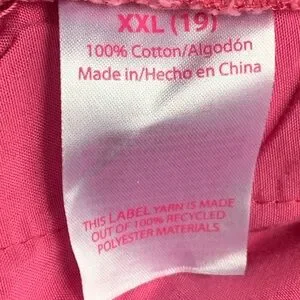 XXL (19)
100% Cotton/Algodón
Made in/Hecho en China
THIS LABEL YARN IS MADE
OUT OF 100% RECYCLED
POLYESTER MATERIALS.